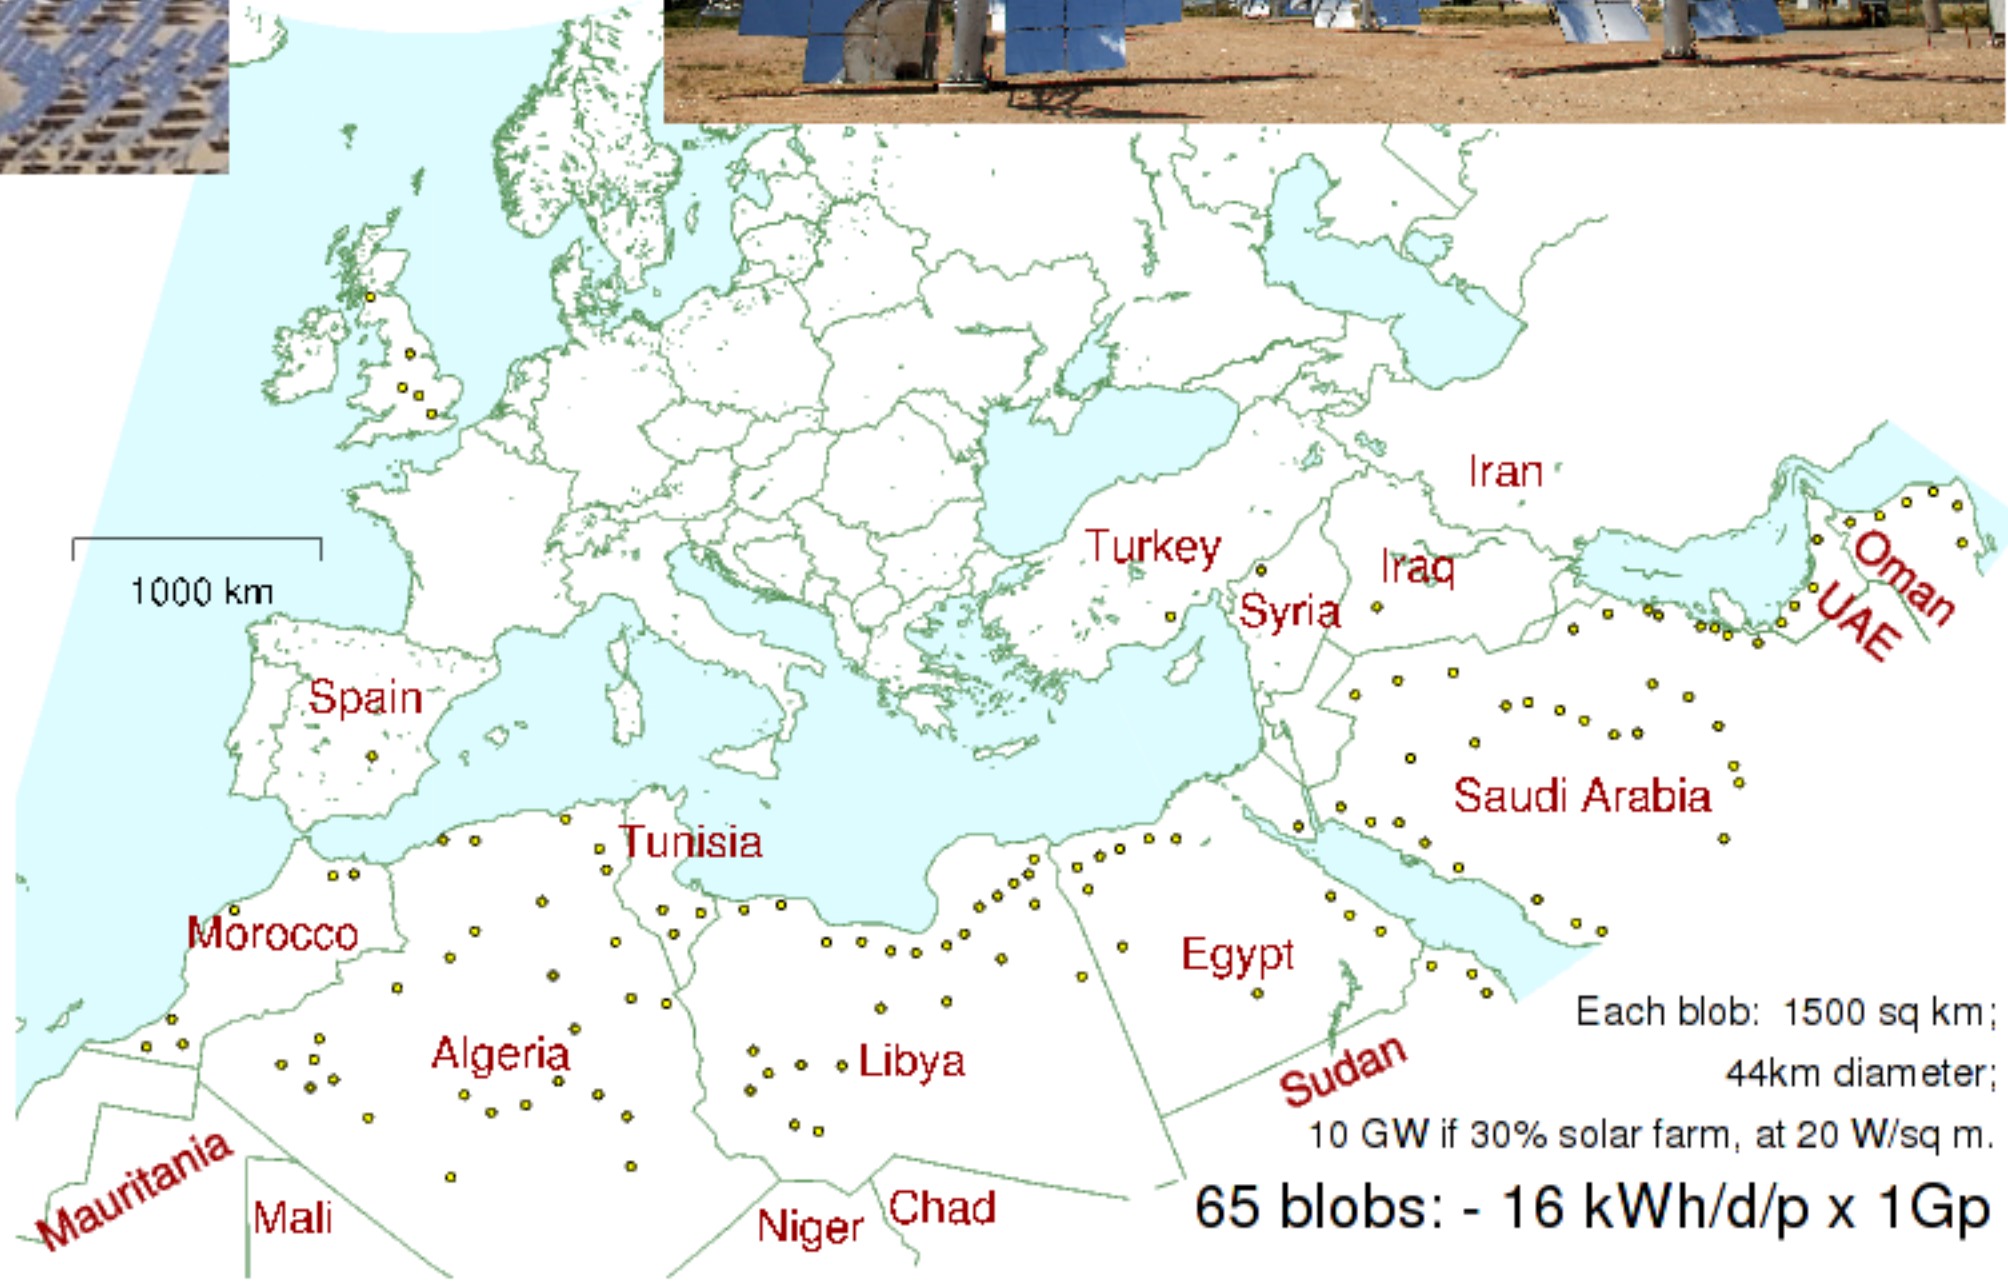 Iran
Turkey
Iraq
Oman
1000 km
Syria
UAE
Spain
Saudi Arabia
Tunisia
Morocco
Egypt
Each blob: 1500 sq km;
Algeria
Libya
Sudan
44km diameter;
10 GW if 30% solar farm, at 20 W/sq m.
Mauritania
Mali
Niger
Chad
65 blobs: - 16 kWh/d/p x 1Gp